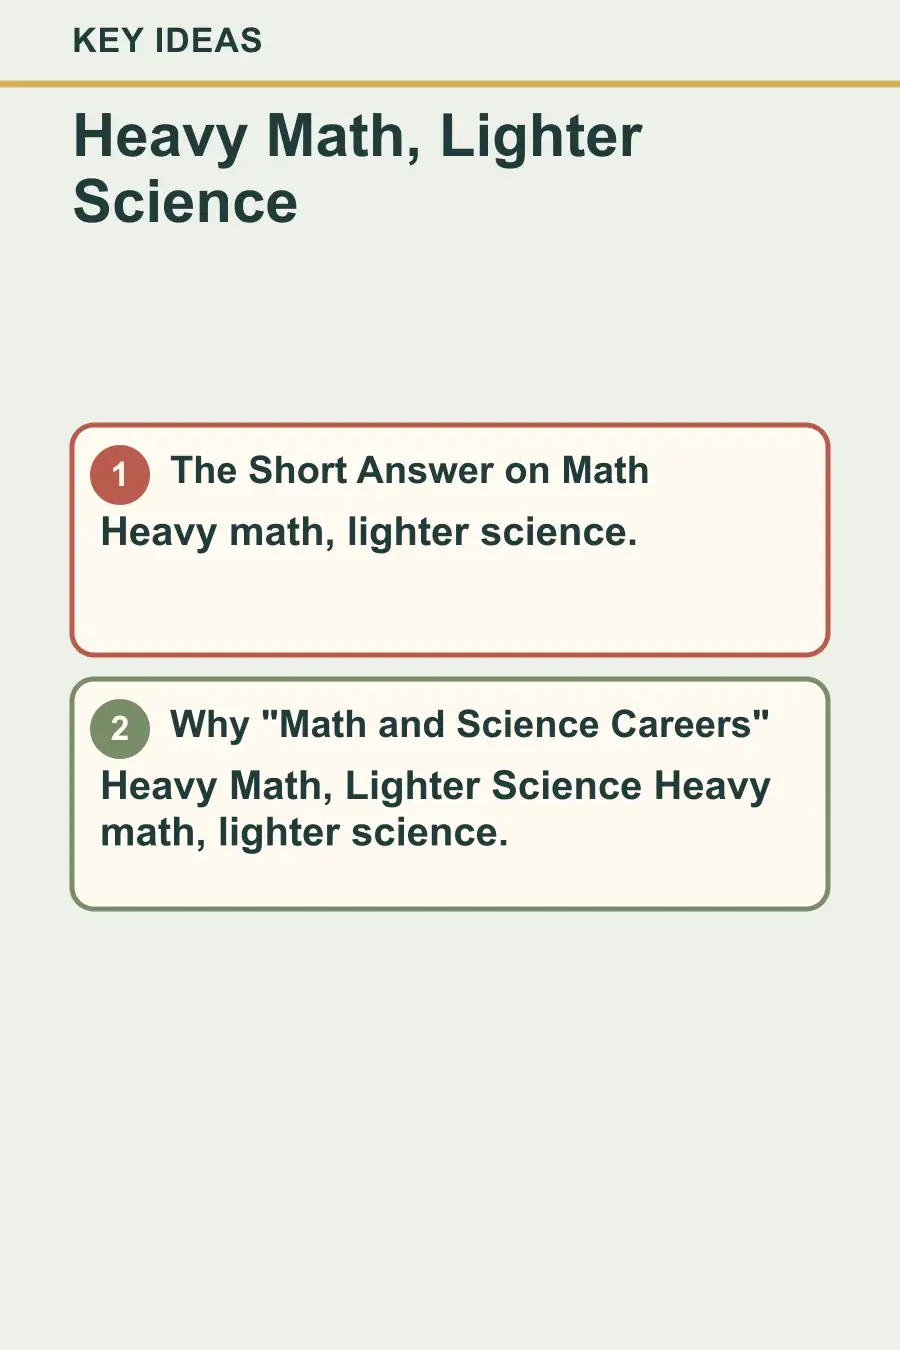 KEY IDEAS
Heavy Math, Lighter
Science
1
The Short Answer on Math
Heavy math, lighter science.
2
Why "Math and Science Careers"
Heavy Math, Lighter Science Heavy
math, lighter science.